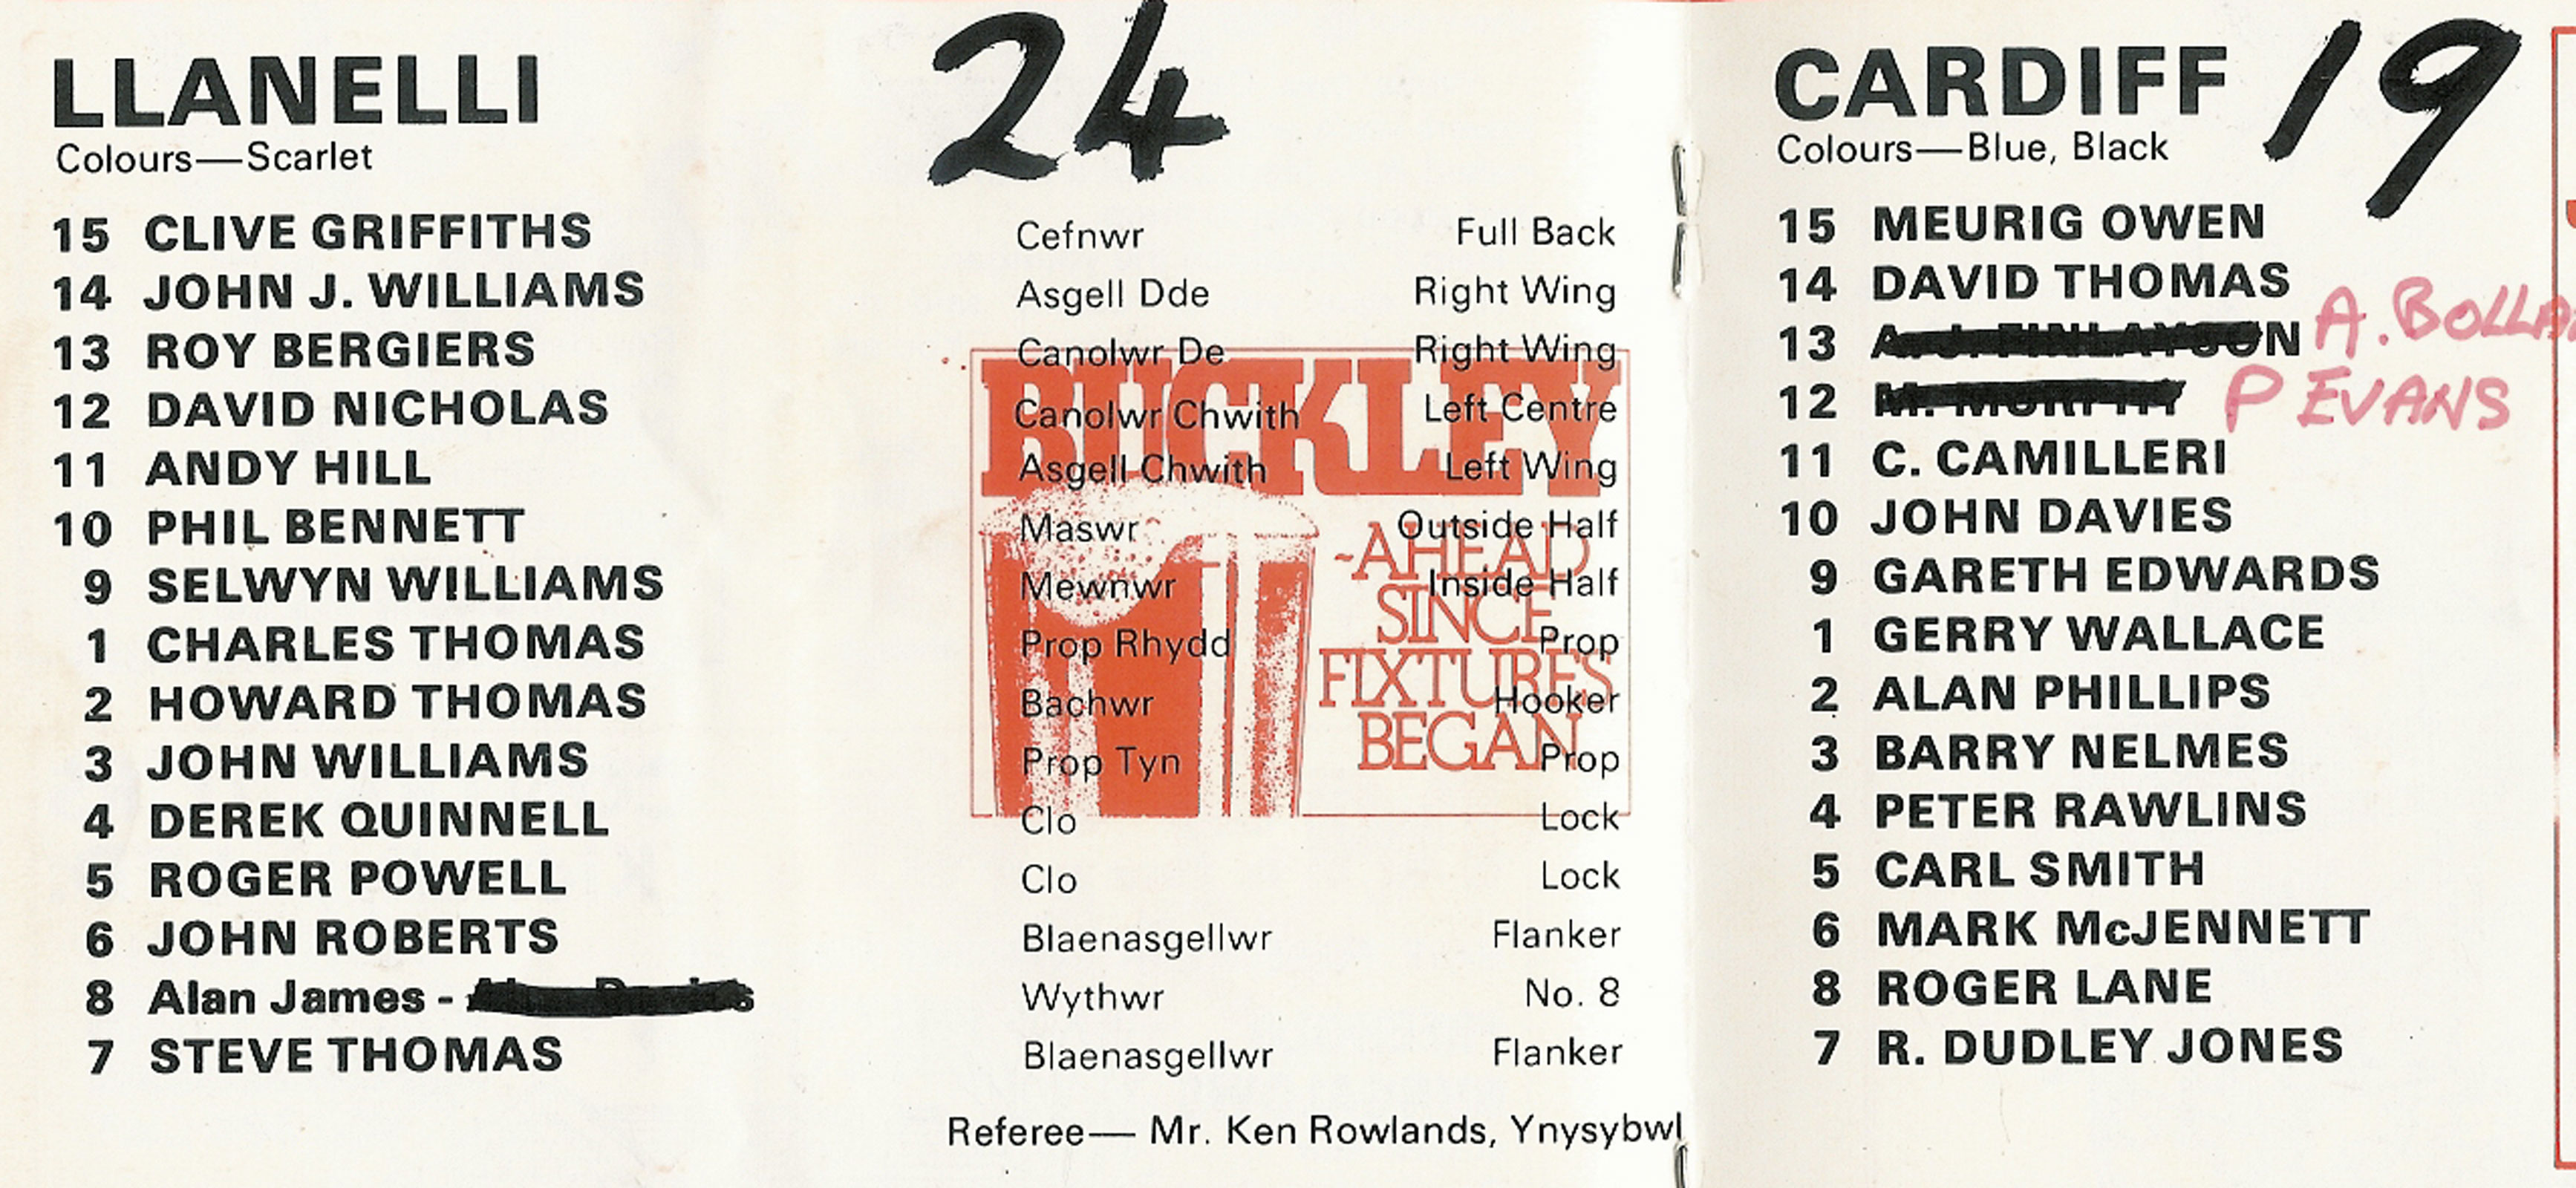 LLANELLI
Colours—Scarlet
24
15 CLIVE GRIFFITHS
14 JOHN J. WILLIAMS
13 ROY BERGIERS
12 DAVID NICHOLAS
11 ANDY HILL
10 PHIL BENNETT
9 SELWYN WILLIAMS
1 CHARLES THOMAS
2 HOWARD THOMAS
3 JOHN WILLIAMS
4 DEREK QUINNELL
5 ROGER POWELL
6 JOHN ROBERTS
8 Alan James -
7 STEVE THOMAS
Cefnwr Full Back
Asgell Dde Right Wing
Canolwr De Right Wing
Canolwr Chwith Left Centre
Asgell Chwith Left Wing
Maswr Outside Half
Mewnwr Inside Half
Prop Rhydd Prop
Bachwr Hooker
Prop Tyn Prop
Clo Lock
Clo Lock
Blaenasgellwr Flanker
Wythwr No. 8
Blaenasgellwr Flanker
BUCKLEY
-AHEAD
SINCE
FIXTURES
BEGAN
Referee— Mr. Ken Rowlands, Ynysybwl
CARDIFF
Colours—Blue, Black
19
15 MEURIG OWEN
14 DAVID THOMAS
13 A.
12 P EVANS
11 C. CAMILLERI
10 JOHN DAVIES
9 GARETH EDWARDS
1 GERRY WALLACE
2 ALAN PHILLIPS
3 BARRY NELMES
4 PETER RAWLINS
5 CARL SMITH
6 MARK McJENNETT
8 ROGER LANE
7 R. DUDLEY JONES